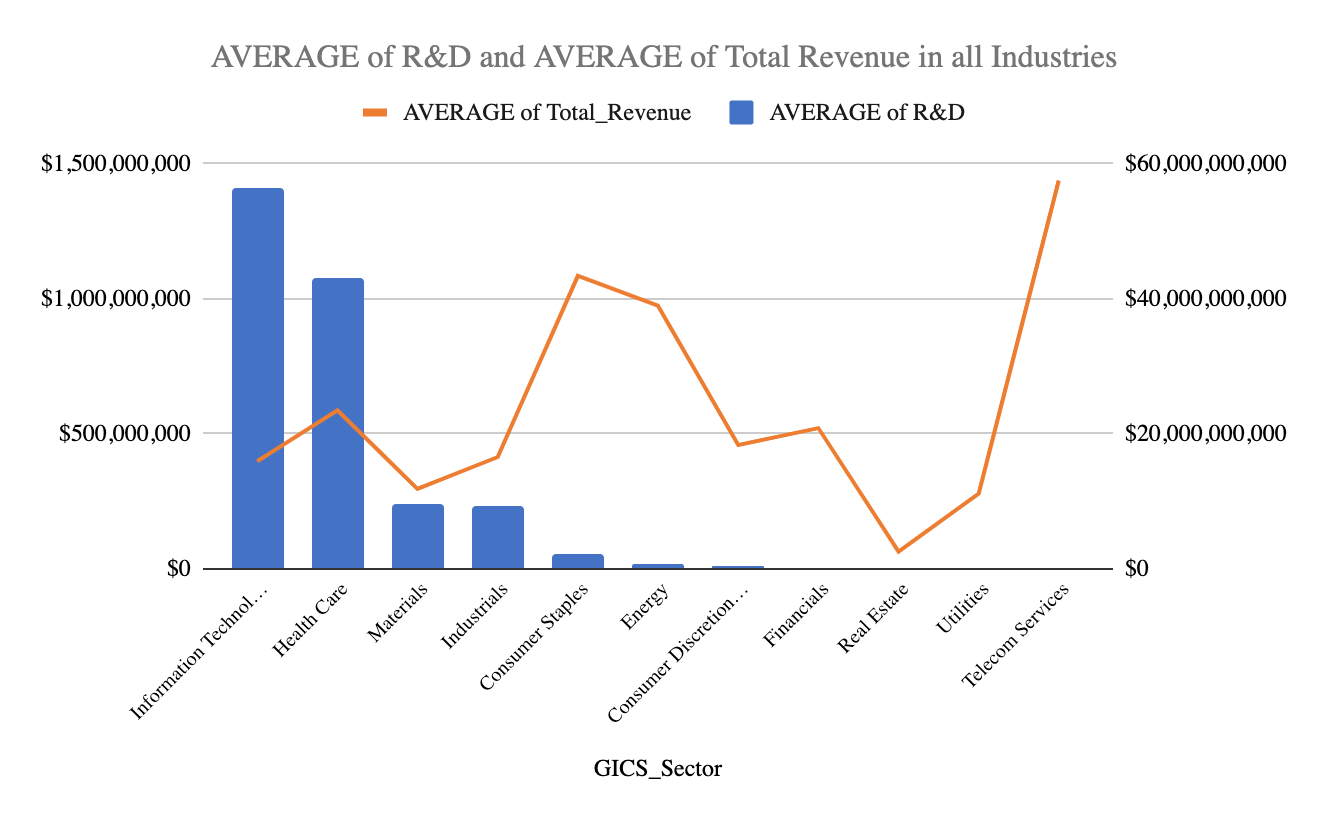 AVERAGE of R&D and AVERAGE of Total Revenue in all Industries
AVERAGE of Total_Revenue
AVERAGE of R&D
$1,500,000,000
$60,000,000,000
$1,000,000,000
$40,000,000,000
$500,000,000
$20,000,000,000
$0
$0
Information Technol…
Health Care
Materials
Industrials
Consumer Staples
Energy
Consumer Discretion…
Financials
Real Estate
Utilities
Telecom Services
GICS_Sector